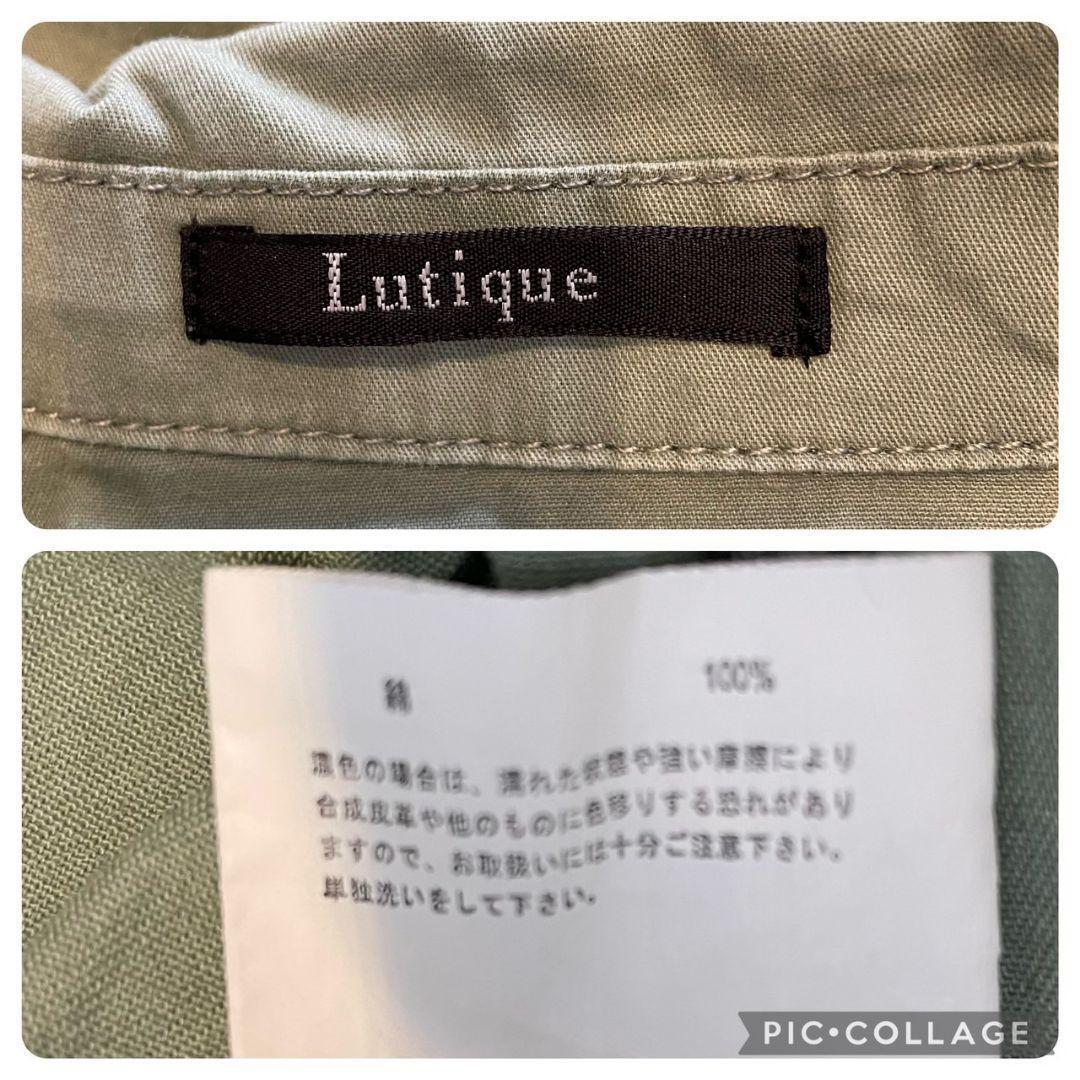 Lutique
綿 100%
濃色の場合は、濡れた状態や強い摩擦により
合成皮革や他のものに色移りする恐れがあり
ますので、お取扱いには十分ご注意下さい。
単独洗いをして下さい。
PIC•COLLAGE